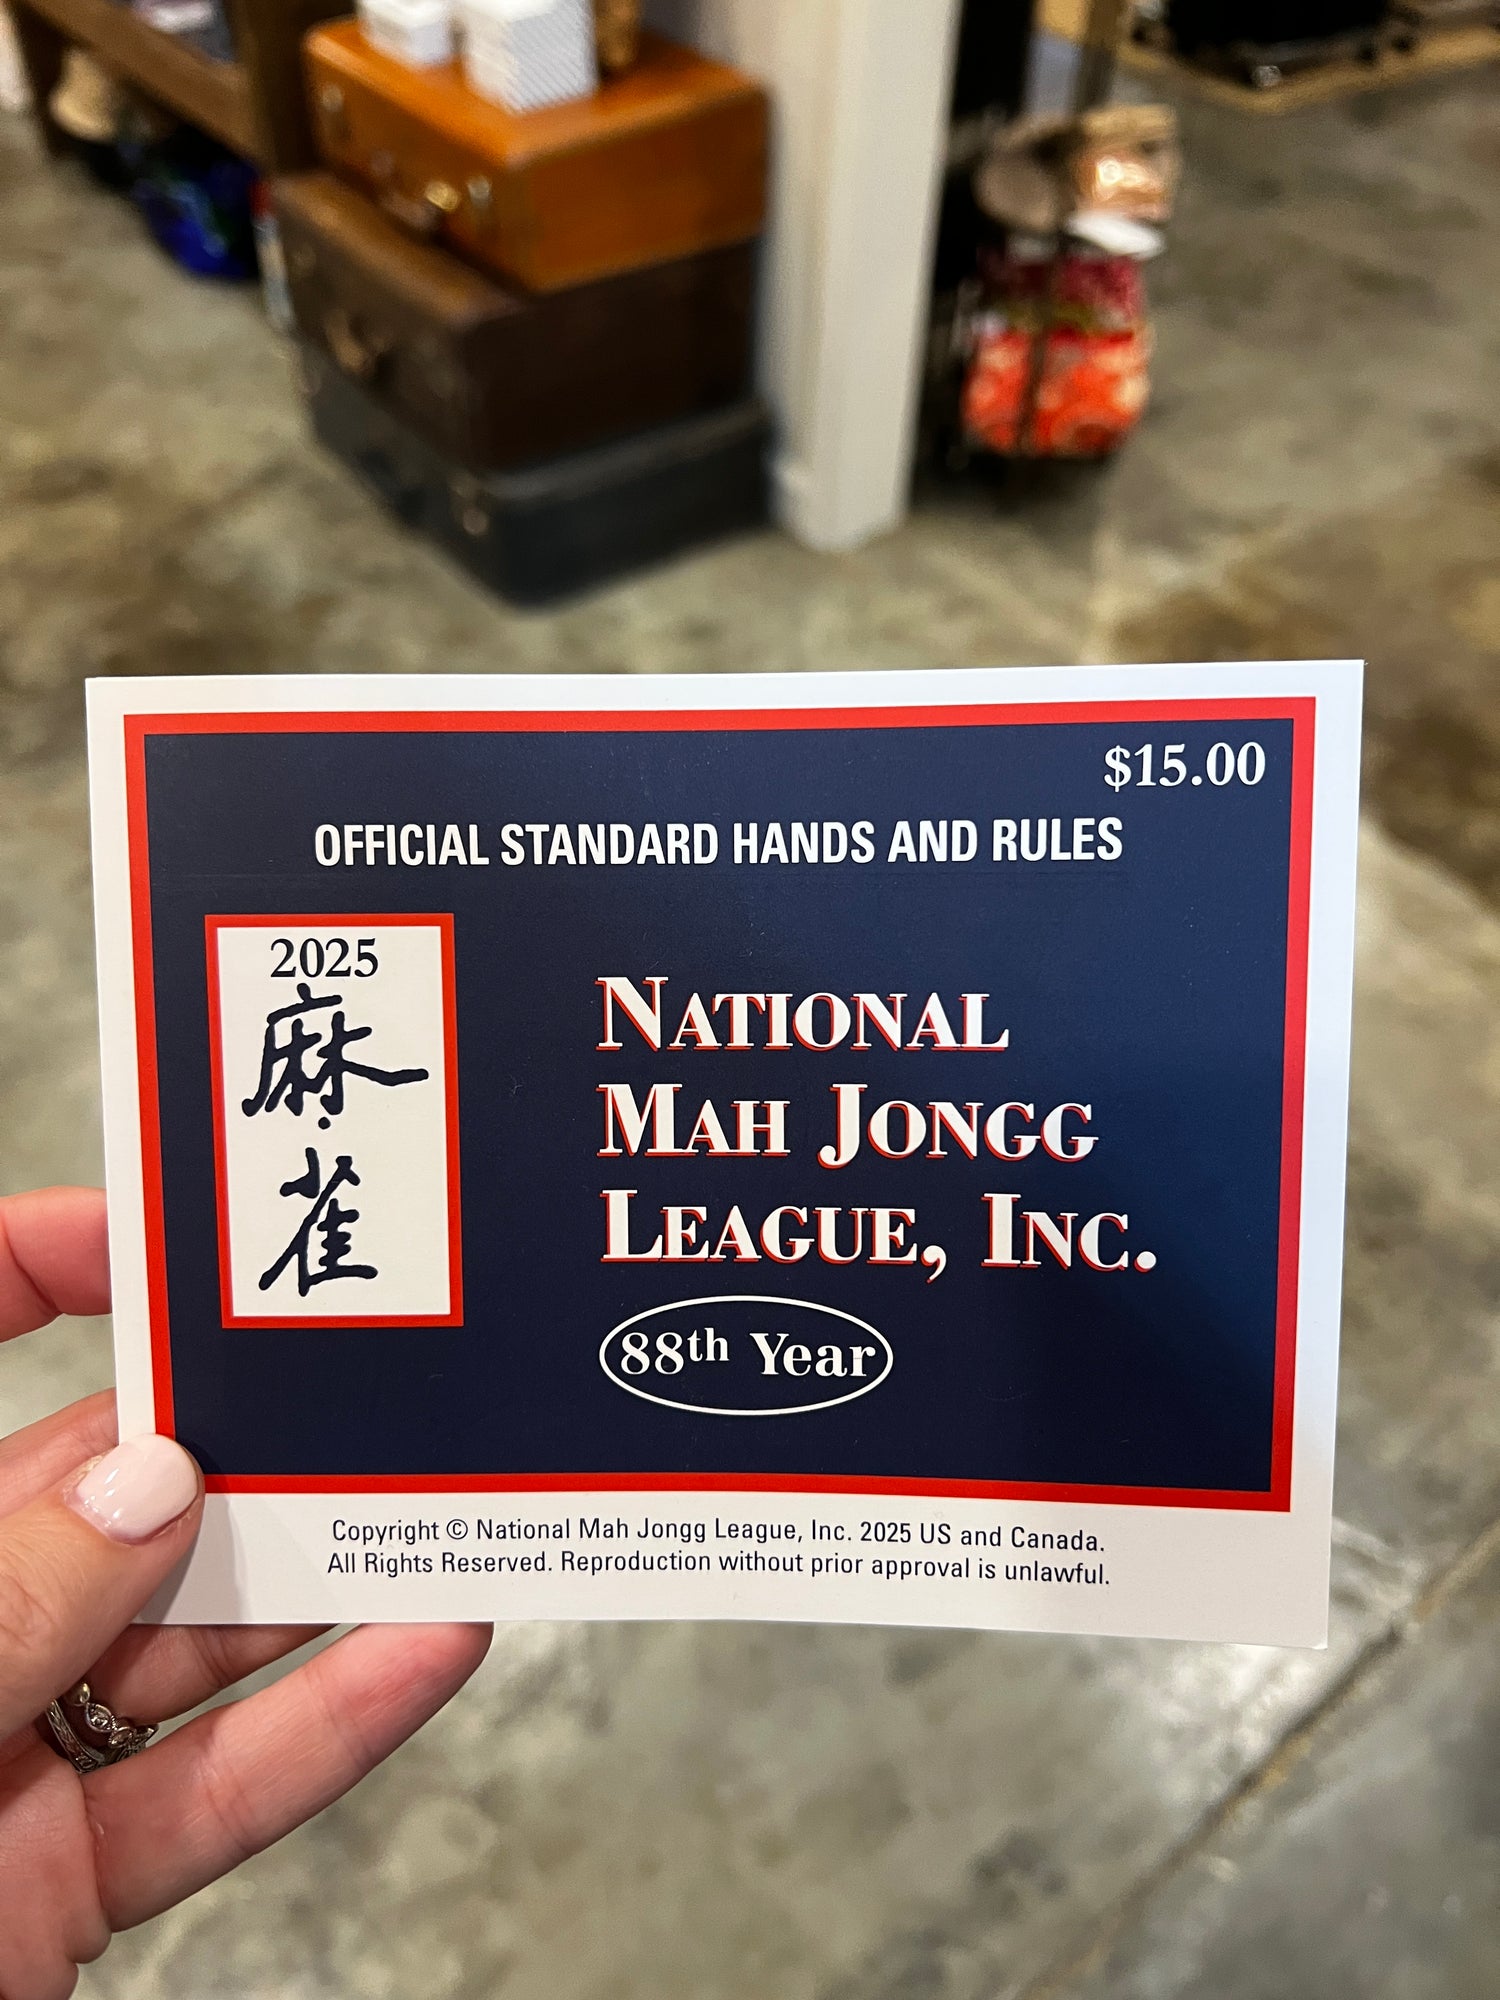 $15.00
OFFICIAL STANDARD HANDS AND RULES
2025
麻
雀
NATIONAL
MAH JONGG
LEAGUE, INC.
88th Year
Copyright © National Mah Jongg League, Inc. 2025 US and Canada.
All Rights Reserved. Reproduction without prior approval is unlawful.